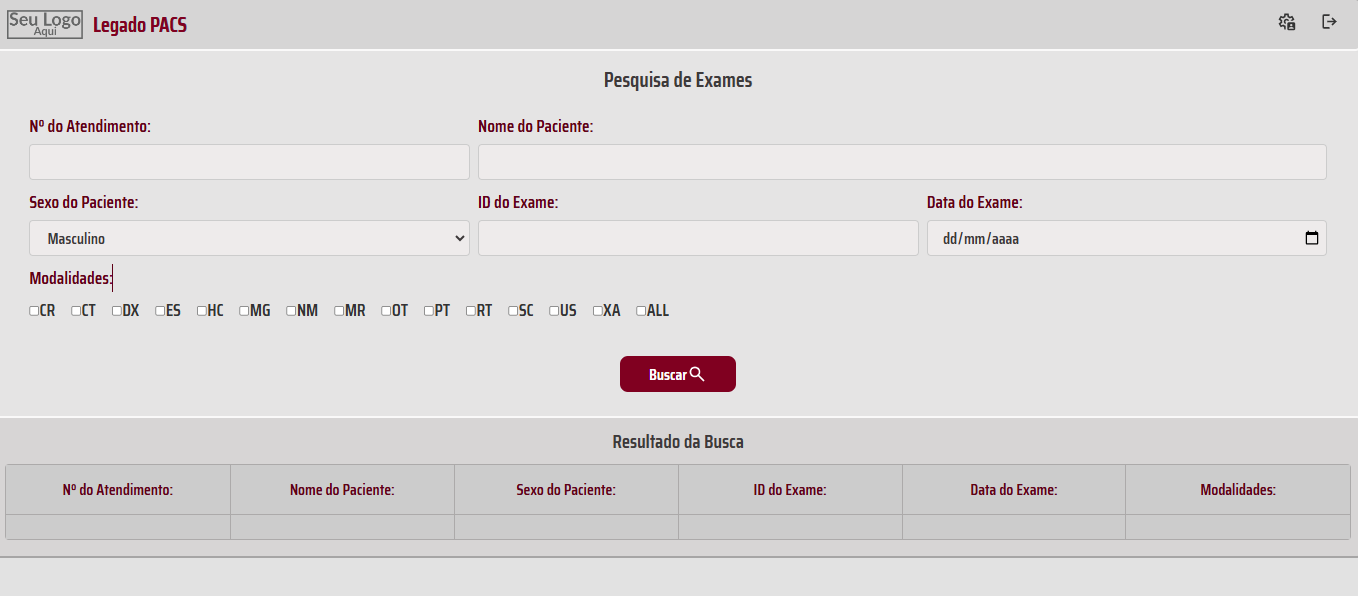 Seu Logo
Aqui
Legado PACS
Pesquisa de Exames
Nº do Atendimento: Nome do Paciente:
Sexo do Paciente: ID do Exame: Data do Exame:
Masculino dd/mm/aaaa
Modalidades:
CR CT DX ES HC MG NM MR OT PT RT SC US XA ALL
Buscar
Resultado da Busca
Nº do Atendimento: Nome do Paciente: Sexo do Paciente: ID do Exame: Data do Exame: Modalidades: